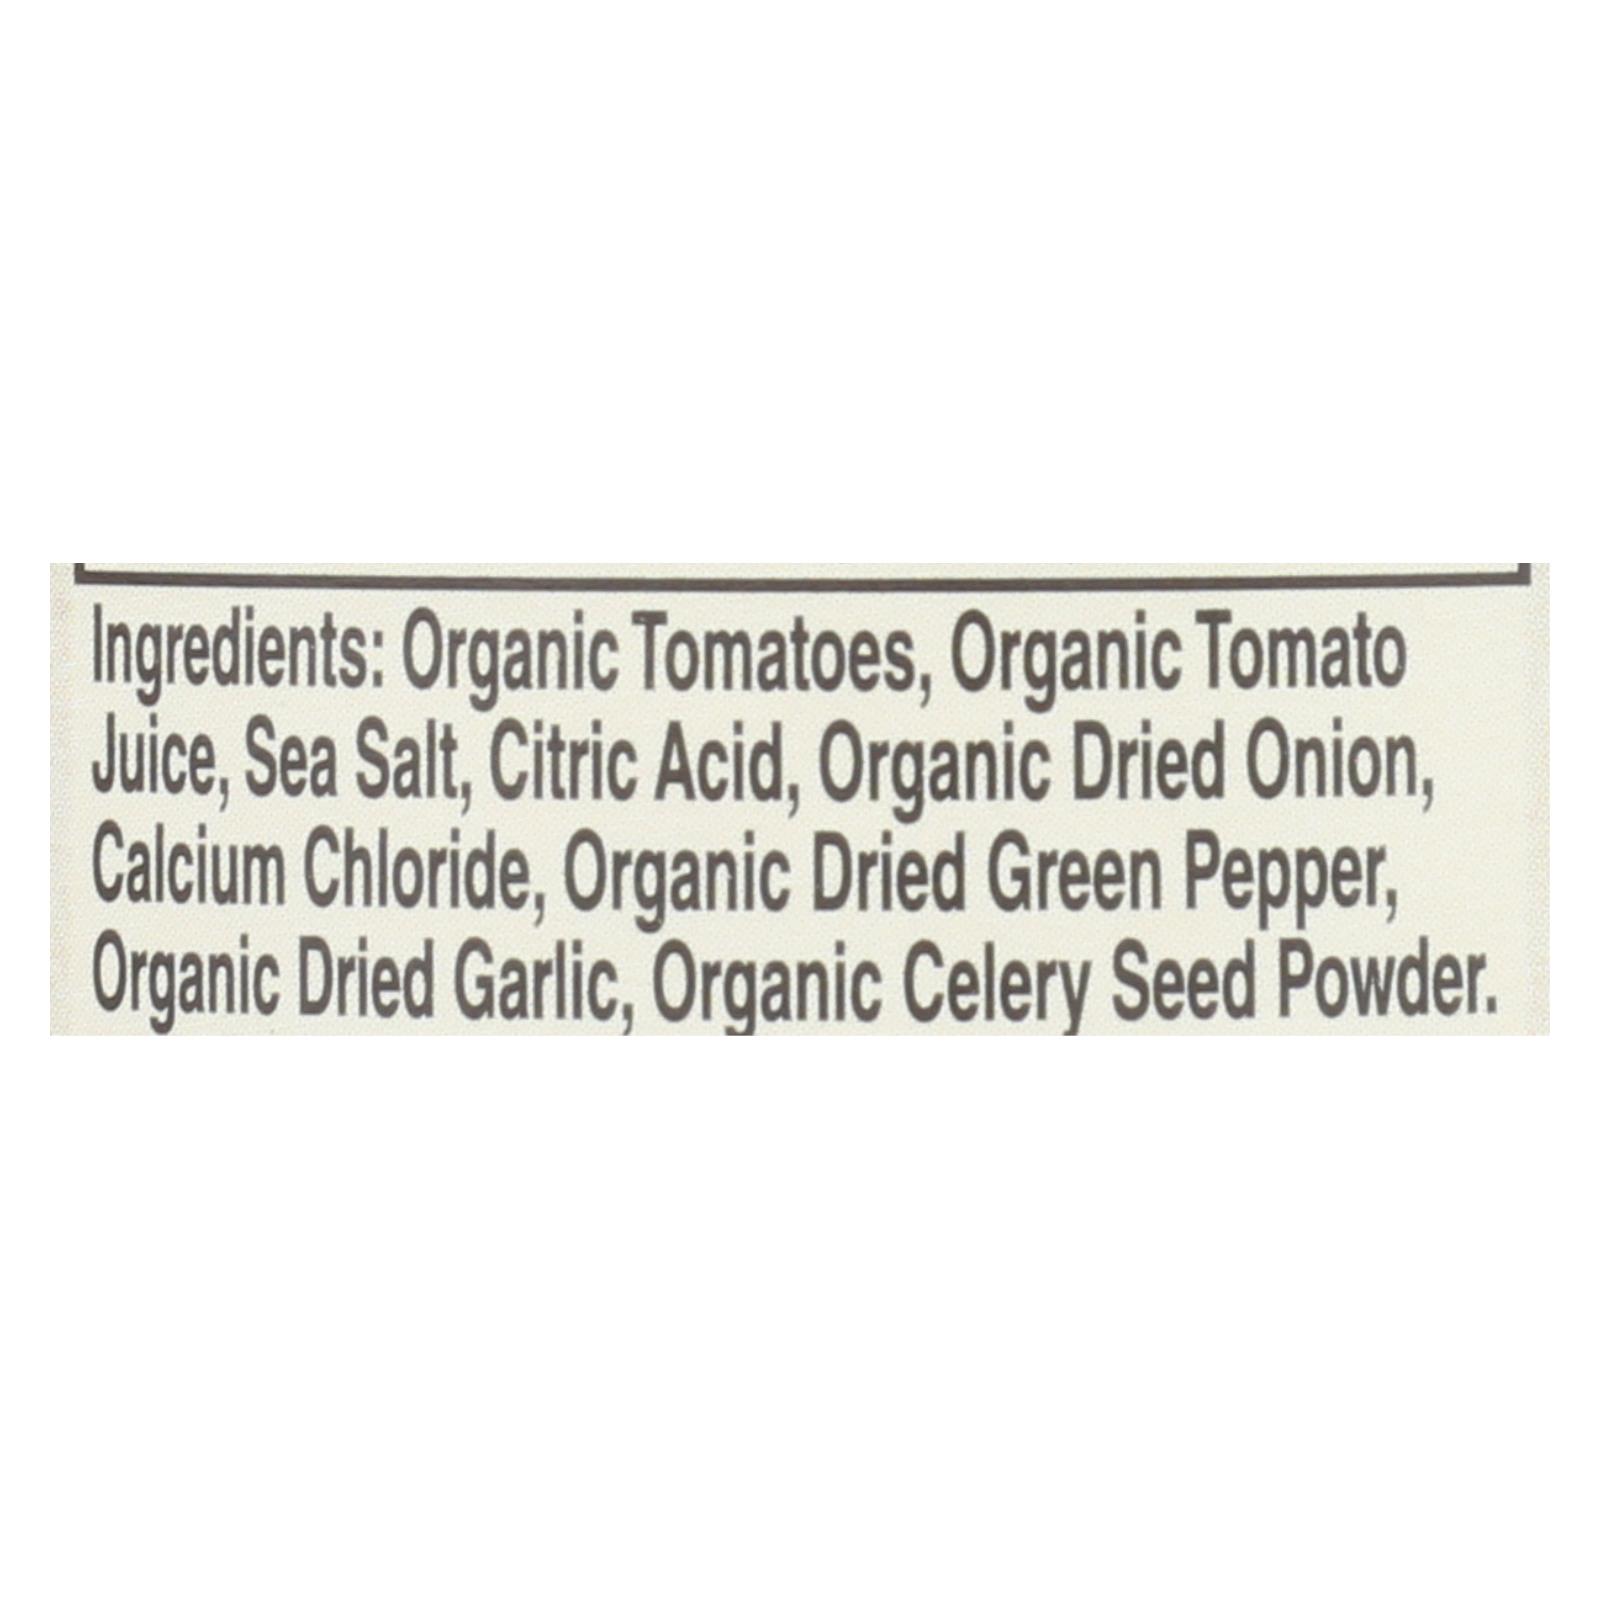 Ingredients: Organic Tomatoes, Organic Tomato
Juice, Sea Salt, Citric Acid, Organic Dried Onion,
Calcium Chloride, Organic Dried Green Pepper,
Organic Dried Garlic, Organic Celery Seed Powder.